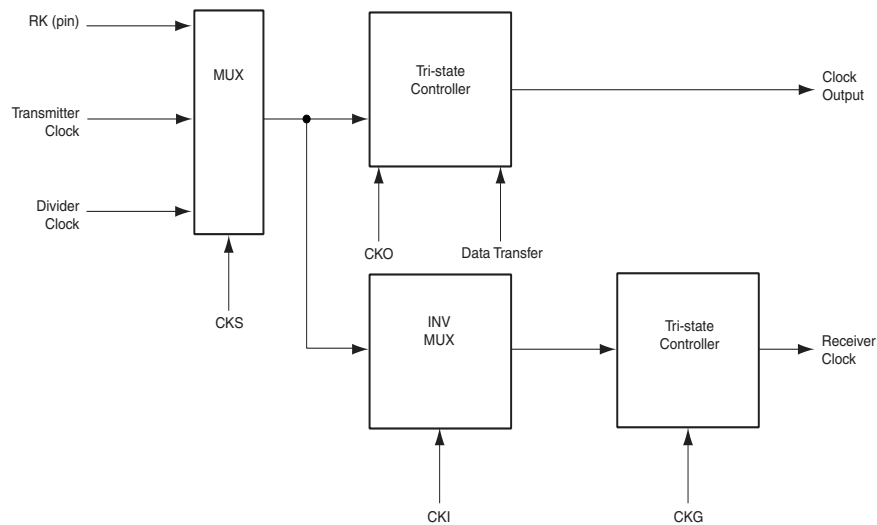 RK (pin)
MUX
Tri-state
Controller
Clock
Output
Transmitter
Clock
Divider
Clock
CKO
Data Transfer
CKS
INV
MUX
Tri-state
Controller
Receiver
Clock
CKI
CKG